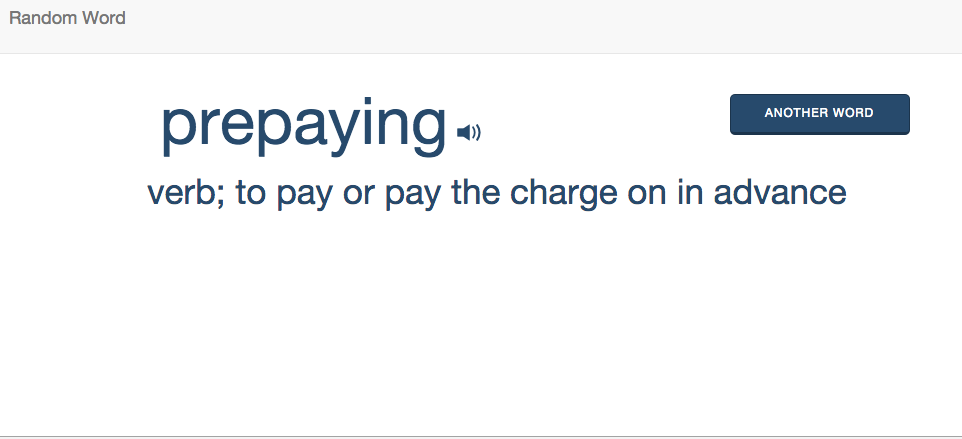 Random Word
prepaying
ANOTHER WORD
verb; to pay or pay the charge on in advance